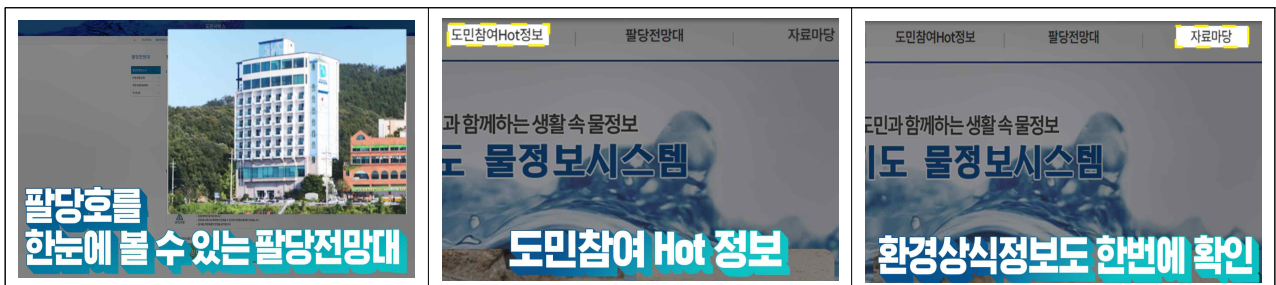 팔당호를
한눈에 볼 수 있는 팔당전망대
도민참여Hot정보 팔당전망대 자료마당
과 함께하는 생활 속 물정보
도 물정보시스템
도민참여 Hot 정보
도민참여Hot정보 팔당전망대 자료마당
도민과 함께하는 생활 속 물정보
기도 물정보시스템
환경상식정보도 한번에 확인